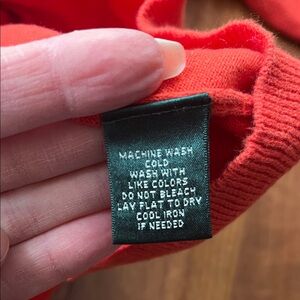 MACHINE WASH
COLD
WASH WITH
LIKE COLORS
DO NOT BLEACH
LAY FLAT TO DRY
COOL IRON
IF NEEDED